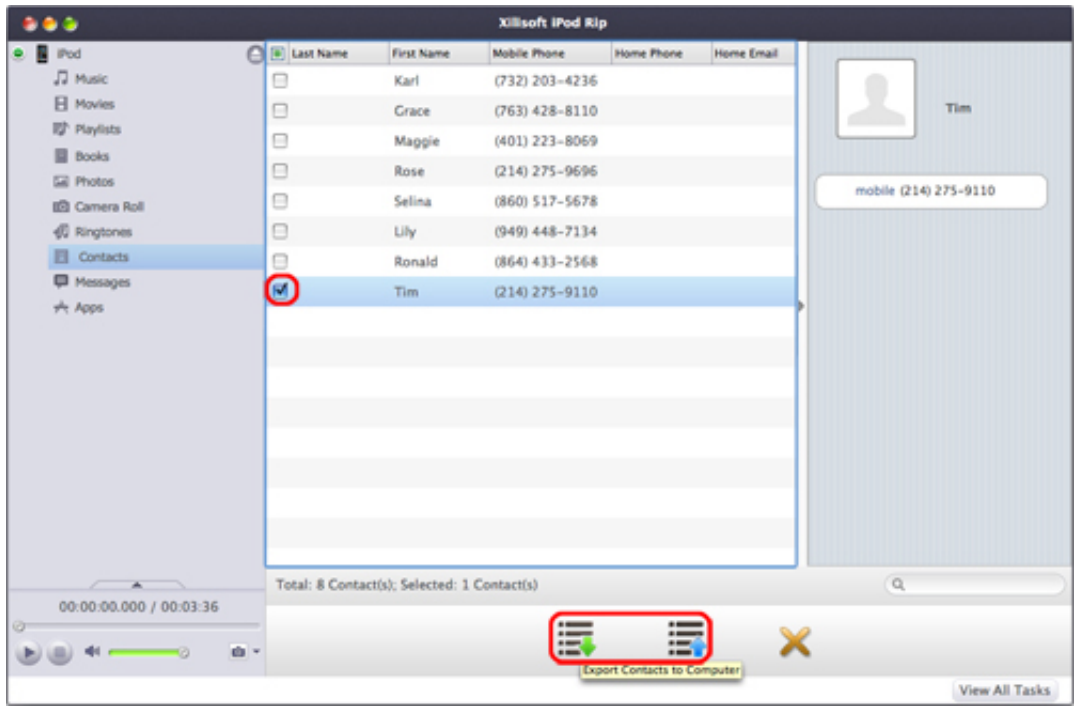 Xilisoft iPod Rip
iPod
Music
Movies
Playlists
Books
Photos
Camera Roll
Ringtones
Contacts
Messages
Apps
Last Name First Name Mobile Phone Home Phone Home Email
Karl (732) 203-4236
Grace (763) 428-8110
Maggie (401) 223-8069
Rose (214) 275-9696
Selina (860) 517-5678
Lily (949) 448-7134
Ronald (864) 433-2568
Tim (214) 275-9110
Tim
mobile (214) 275-9110
Total: 8 Contact(s); Selected: 1 Contact(s)
00:00:00.000 / 00:03:36
Export Contacts to Computer
View All Tasks